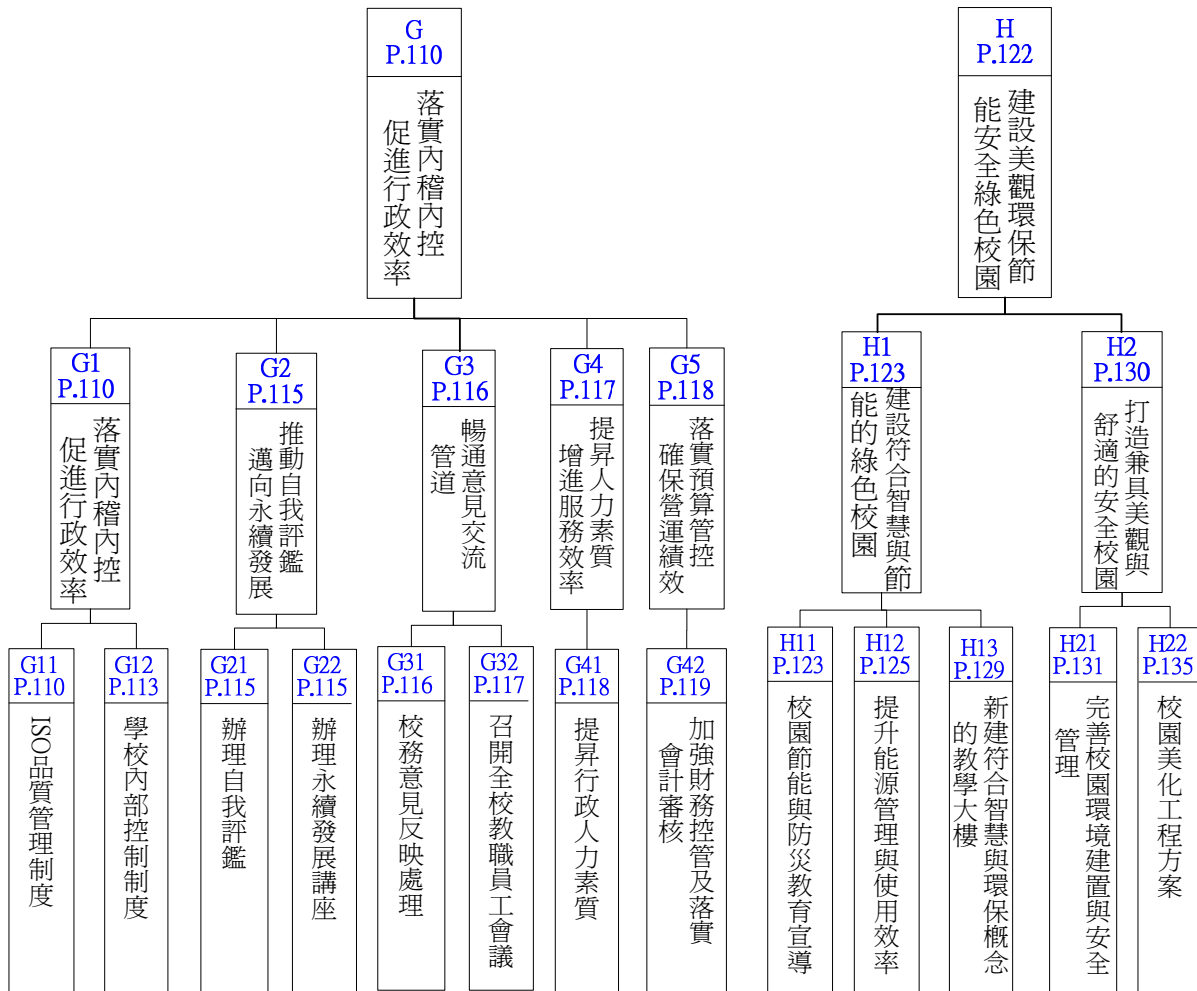 G
P.110
落實內稽內控
促進行政效率
H
P.122
建設美觀環保節
能安全綠色校園
G1
P.110
落實內稽內控
促進行政效率
G2
P.115
推動自我評鑑
邁向永續發展
G3
P.116
暢通意見交流
管道
G4
P.117
提昇人力素質
增進服務效率
G5
P.118
落實預算管控
確保營運績效
H1
P.123
建設符合智慧與節
能的綠色校園
H2
P.130
打造兼具美觀與
舒適的安全校園
G11
P.110
ISO品質管理制度
G12
P.113
學校內部控制制度
G21
P.115
辦理自我評鑑
G22
P.115
辦理永續發展講座
G31
P.116
校務意見反映處理
G32
P.117
召開全校教職員工會議
G41
P.118
提昇行政人力素質
G42
P.119
加強財務控管及落實
會計審核
H11
P.123
校園節能與防災教育宣導
H12
P.125
提升能源管理與使用效率
H13
P.129
新建符合智慧與環保概念
的教學大樓
H21
P.131
完善校園環境建置與安全
管理
H22
P.135
校園美化工程方案